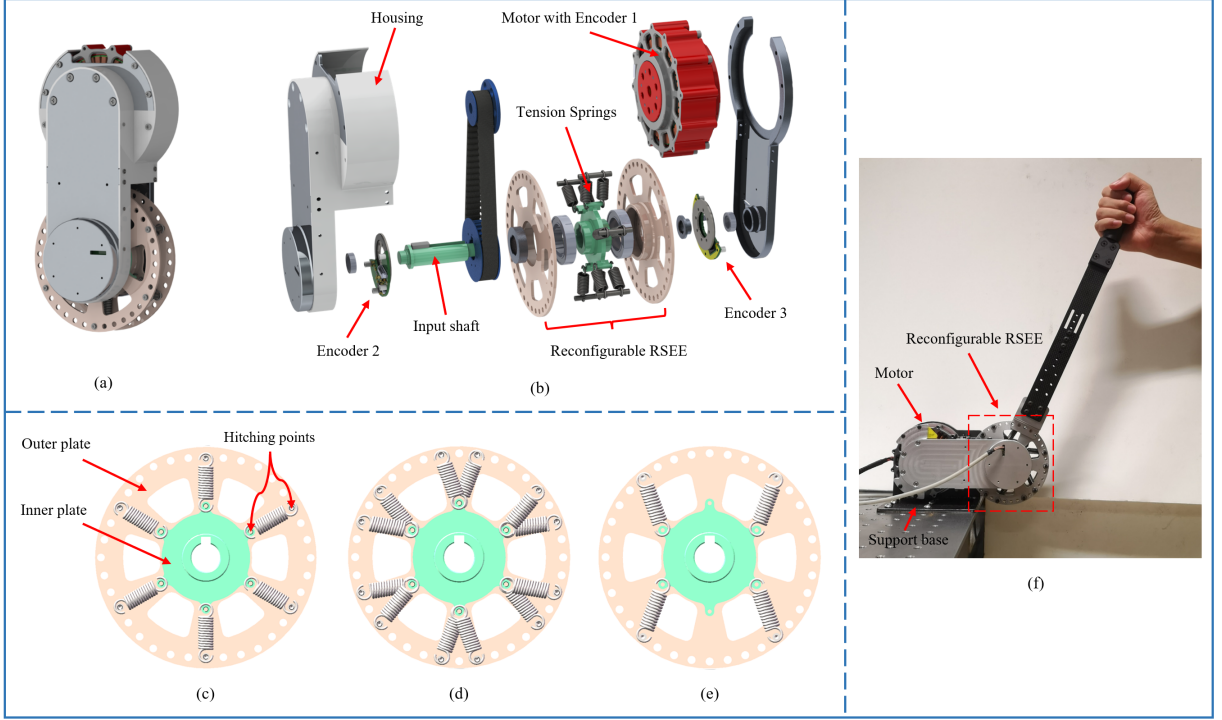 Housing
Motor with Encoder 1
Tension Springs
Input shaft
Encoder 2
Encoder 3
Reconfigurable RSEE
(a)
(b)
Outer plate
Inner plate
Hitching points
(c)
(d)
(e)
Reconfigurable RSEE
Motor
Support base
(f)